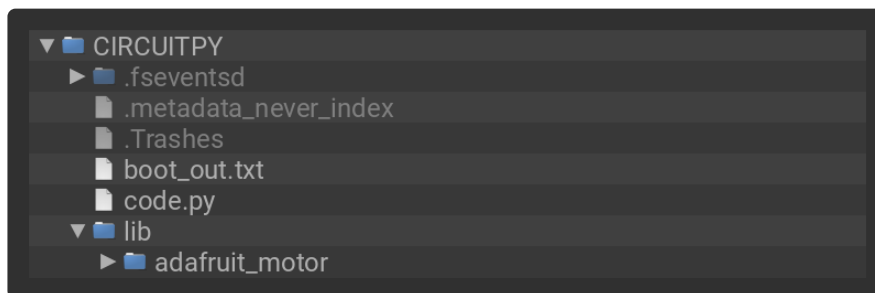 CIRCUITPY
.fseventsd
.metadata_never_index
.Trashes
boot_out.txt
code.py
lib
adafruit_motor